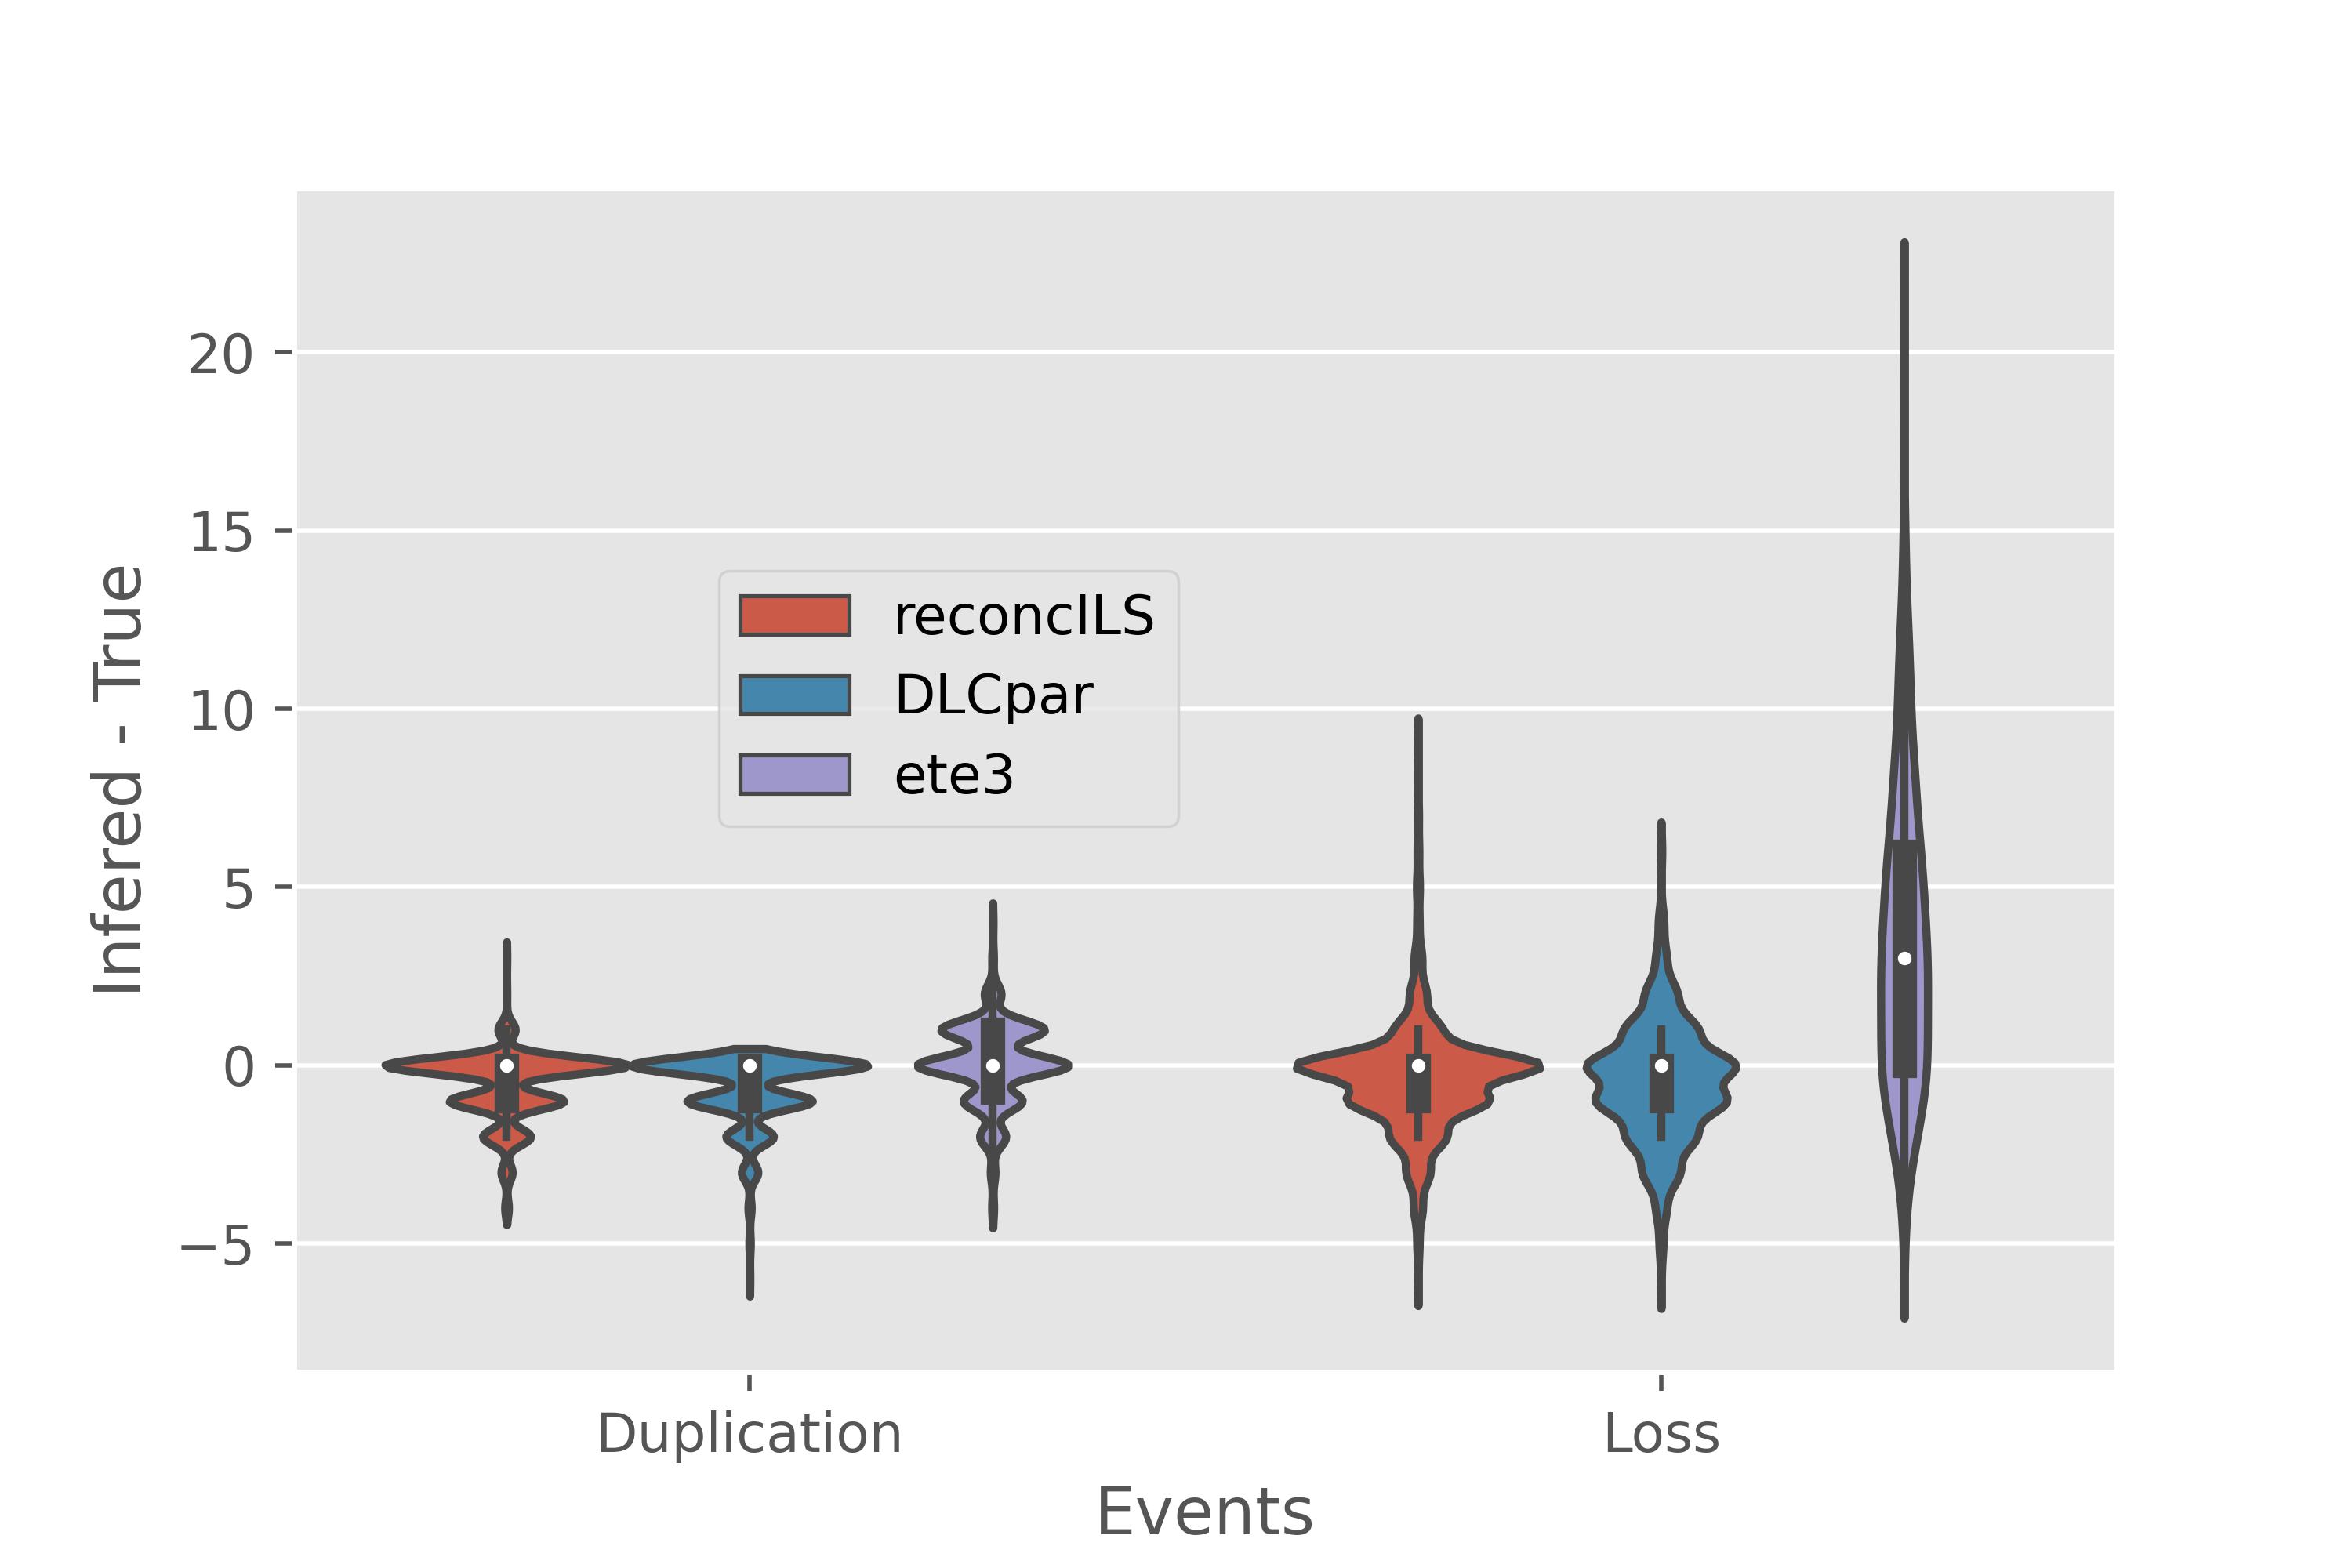 20
15
10
5
0
−5
Infered - True
reconcILS
DLCpar
ete3
Duplication
Loss
Events